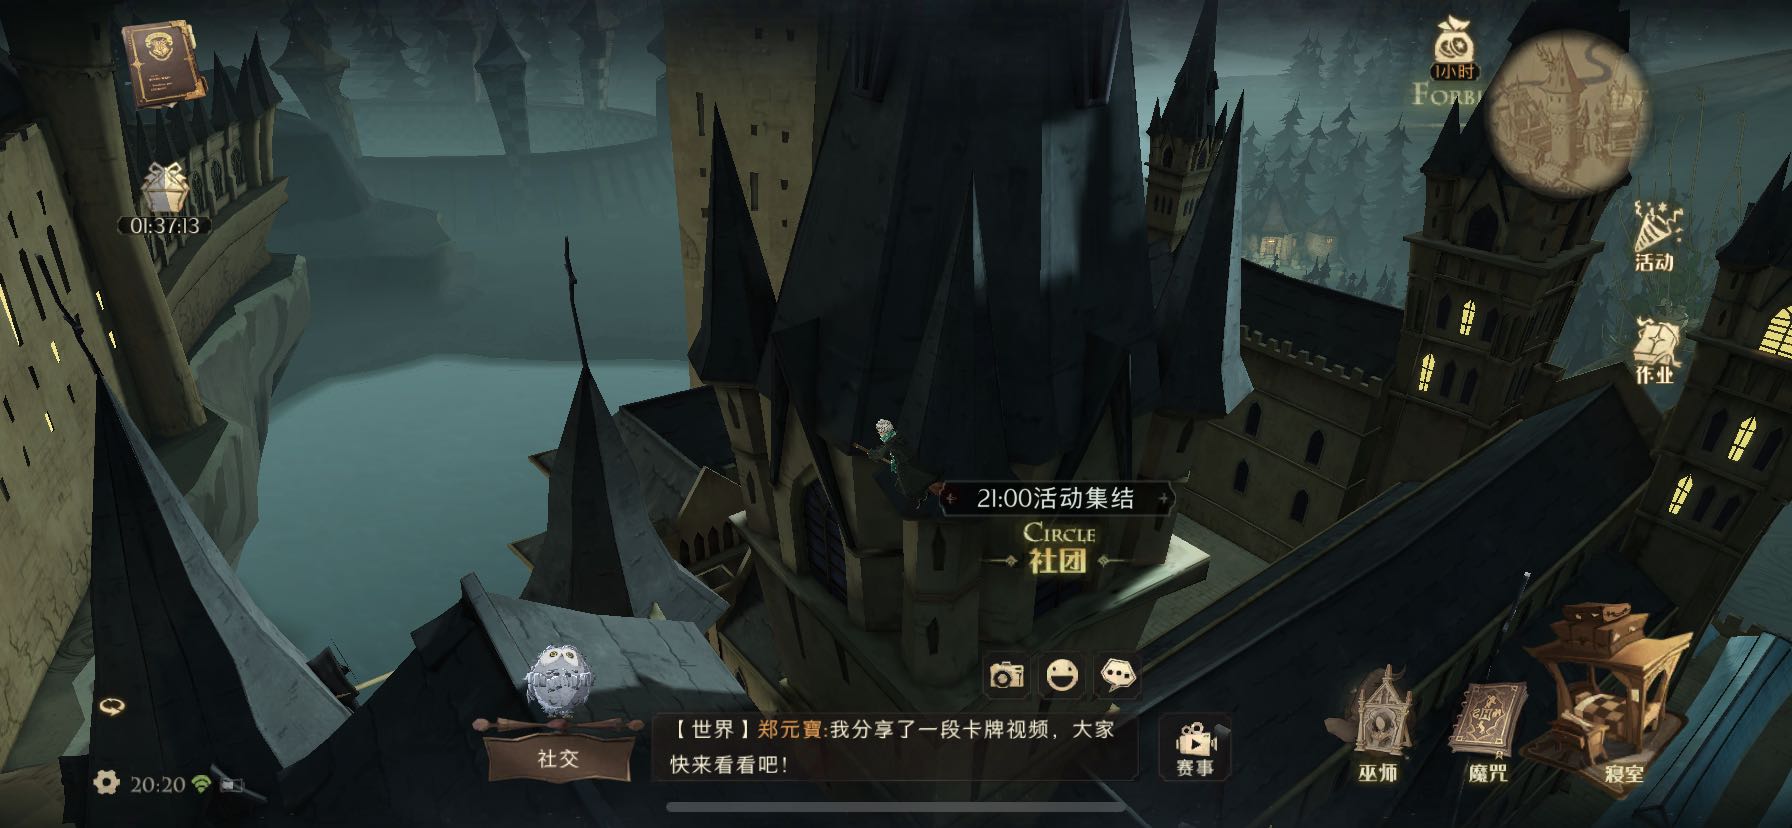 1小时
FORBI
01:37:13
活动
作业
21:00活动集结
CIRCLE
社团
【世界】郑元寶:我分享了一段卡牌视频，大家
快来看看吧！
社交
赛事
巫师
魔咒
寝室
20:20